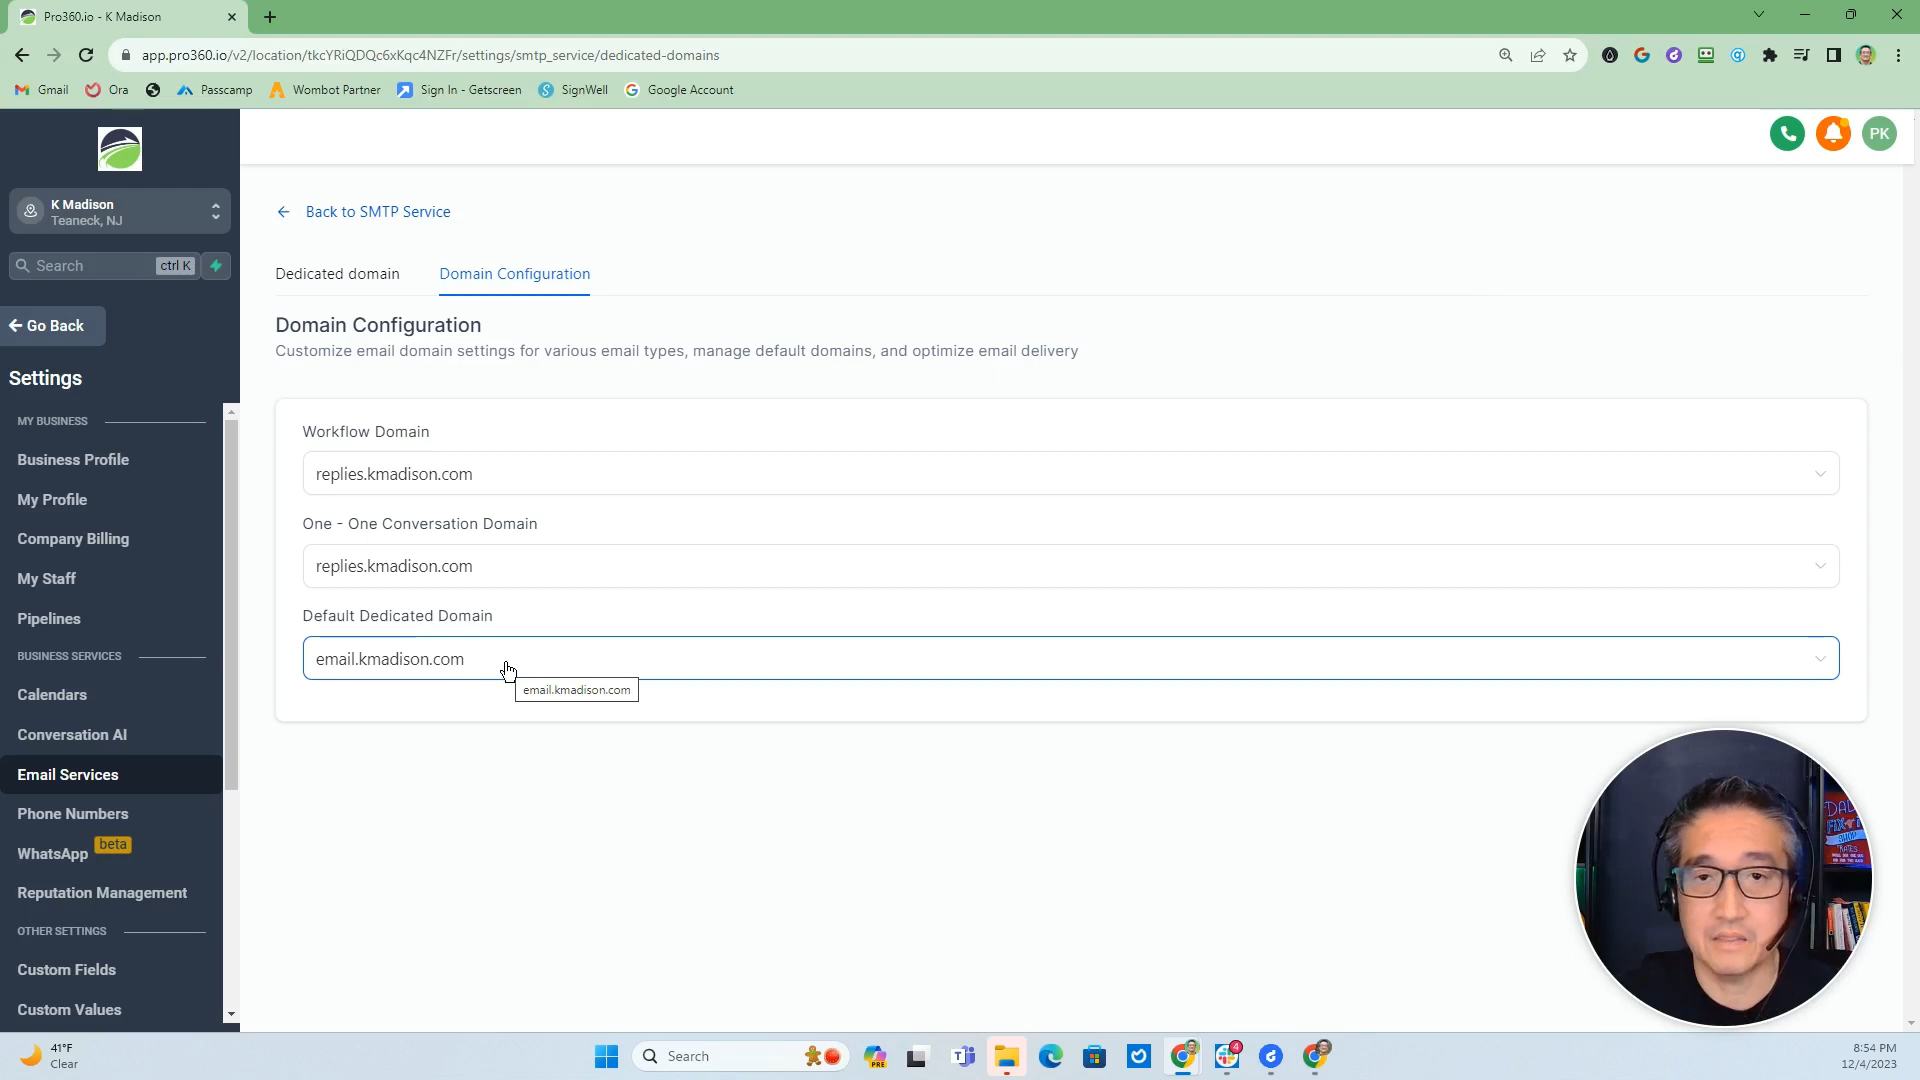 Pro360.io - K Madison
app.pro360.io/v2/location/tkcYRiQDQc6xKqc4NZFr/settings/smtp_service/dedicated-domains
Gmail
Ora
Passcamp
Wombot Partner
Sign In - Getscreen
SignWell
Google Account
PK
K Madison
Teaneck, NJ
Search
ctrl K
Go Back
Settings
MY BUSINESS
Business Profile
My Profile
Company Billing
My Staff
Pipelines
BUSINESS SERVICES
Calendars
Conversation AI
Email Services
Phone Numbers
WhatsApp beta
Reputation Management
OTHER SETTINGS
Custom Fields
Custom Values
Back to SMTP Service
Dedicated domain
Domain Configuration
Domain Configuration
Customize email domain settings for various email types, manage default domains, and optimize email delivery
Workflow Domain
replies.kmadison.com
One - One Conversation Domain
replies.kmadison.com
Default Dedicated Domain
email.kmadison.com
email.kmadison.com
DAD
FIX
SHOP
41°F
Clear
Search
PRE
4
8:54 PM
12/4/2023